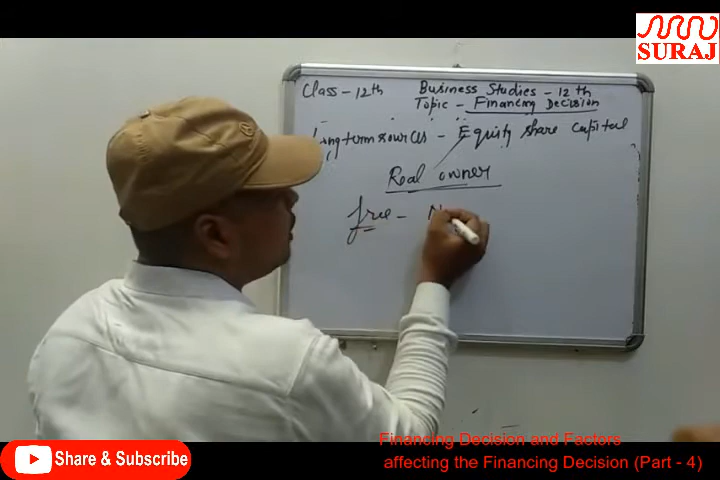 SURAJ
Class - 12th Business Studies - 12th
Topic - Financing Decision
Long term sources - Equity share capital
Real owner
free - N
Financing Decision and Factors
affecting the Financing Decision (Part - 4)
Share & Subscribe